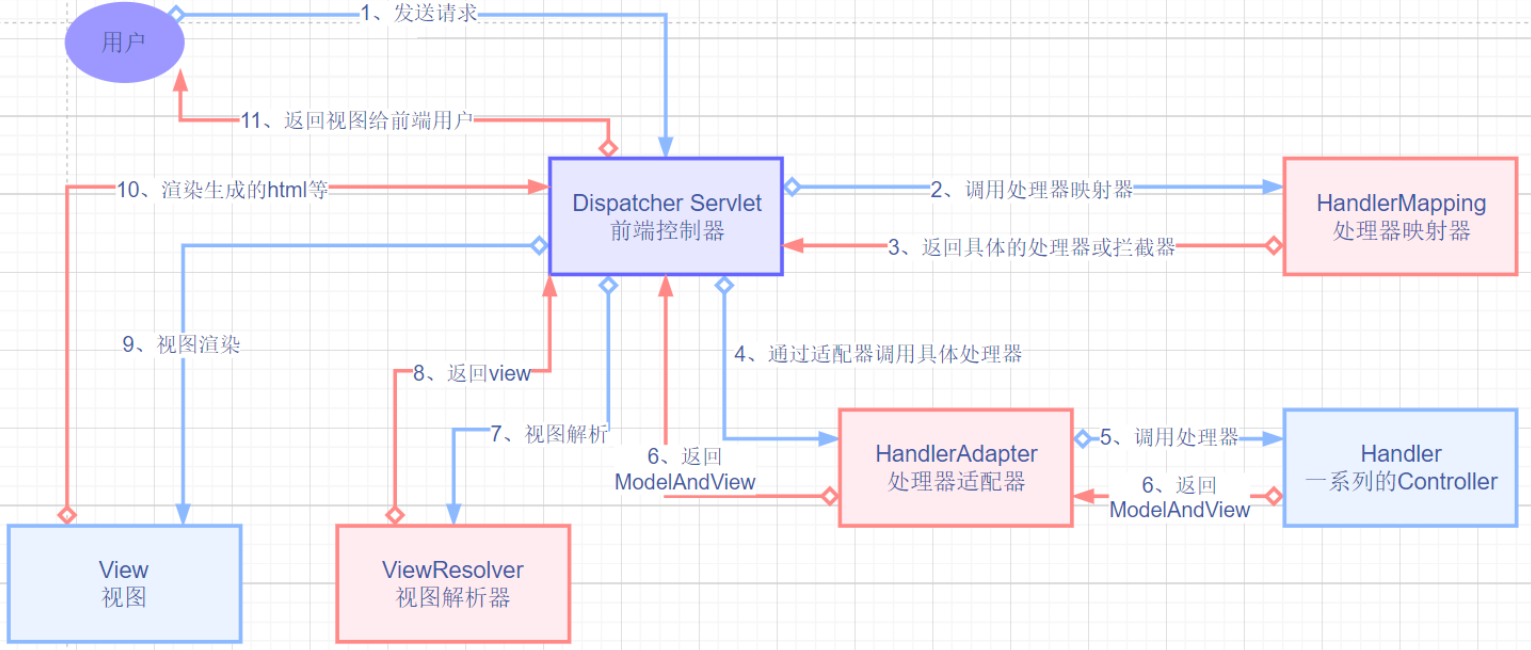 1、发送请求
用户
11、返回视图给前端用户
10、渲染生成的html等
Dispatcher Servlet
前端控制器
2、调用处理器映射器
HandlerMapping
处理器映射器
3、返回具体的处理器或拦截器
9、视图渲染
4、通过适配器调用具体处理器
8、返回view
7、视图解析
6、返回
ModelAndView
HandlerAdapter
处理器适配器
5、调用处理器
Handler
一系列的Controller
6、返回
ModelAndView
View
视图
ViewResolver
视图解析器